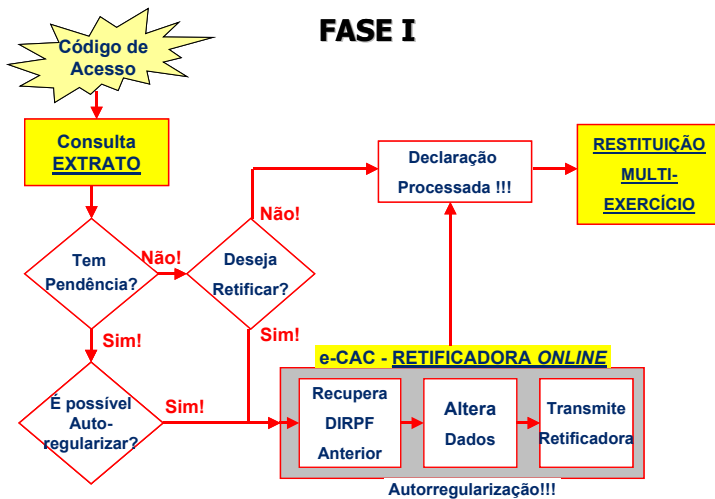 FASE I
Código de
Acesso
Consulta
EXTRATO
Declaração
Processada !!!
RESTITUIÇÃO
MULTI-
EXERCÍCIO
Não!
Tem
Pendência?
Não!
Deseja
Retificar?
Sim!
Sim!
e-CAC - RETIFICADORA ONLINE
É possível
Auto-
regularizar?
Sim!
Recupera
DIRPF
Anterior
Altera
Dados
Transmite
Retificadora
Autorregularização!!!